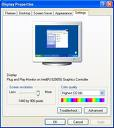 Display Properties
Themes Desktop Screen Saver Appearance Settings
Display:
Plug and Play Monitor on Intel(R) 82865G Graphics Controller
Screen resolution
Color quality
Less More
Highest (32 bit)
1440 by 900 pixels
Troubleshoot... Advanced
OK Cancel Apply